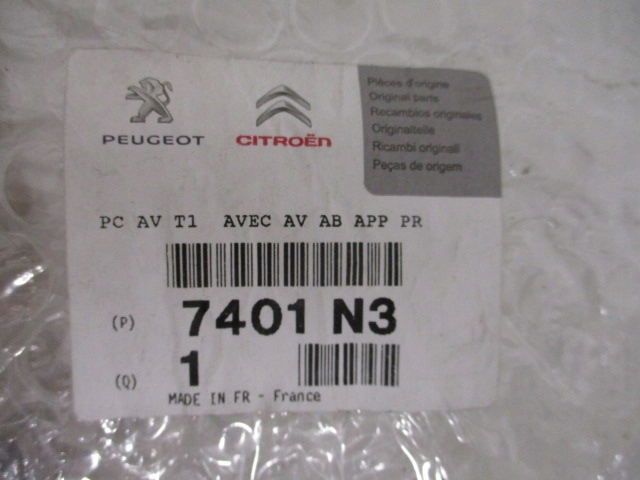 PEUGEOT
CITROËN
Pièces d'origine
Original parts
Recambios originales
Originalteile
Ricambi originali
Peças de origem
PC AV T1 AVEC AV AB APP PR
(P) 7401 N3
(Q) 1
MADE IN FR - France